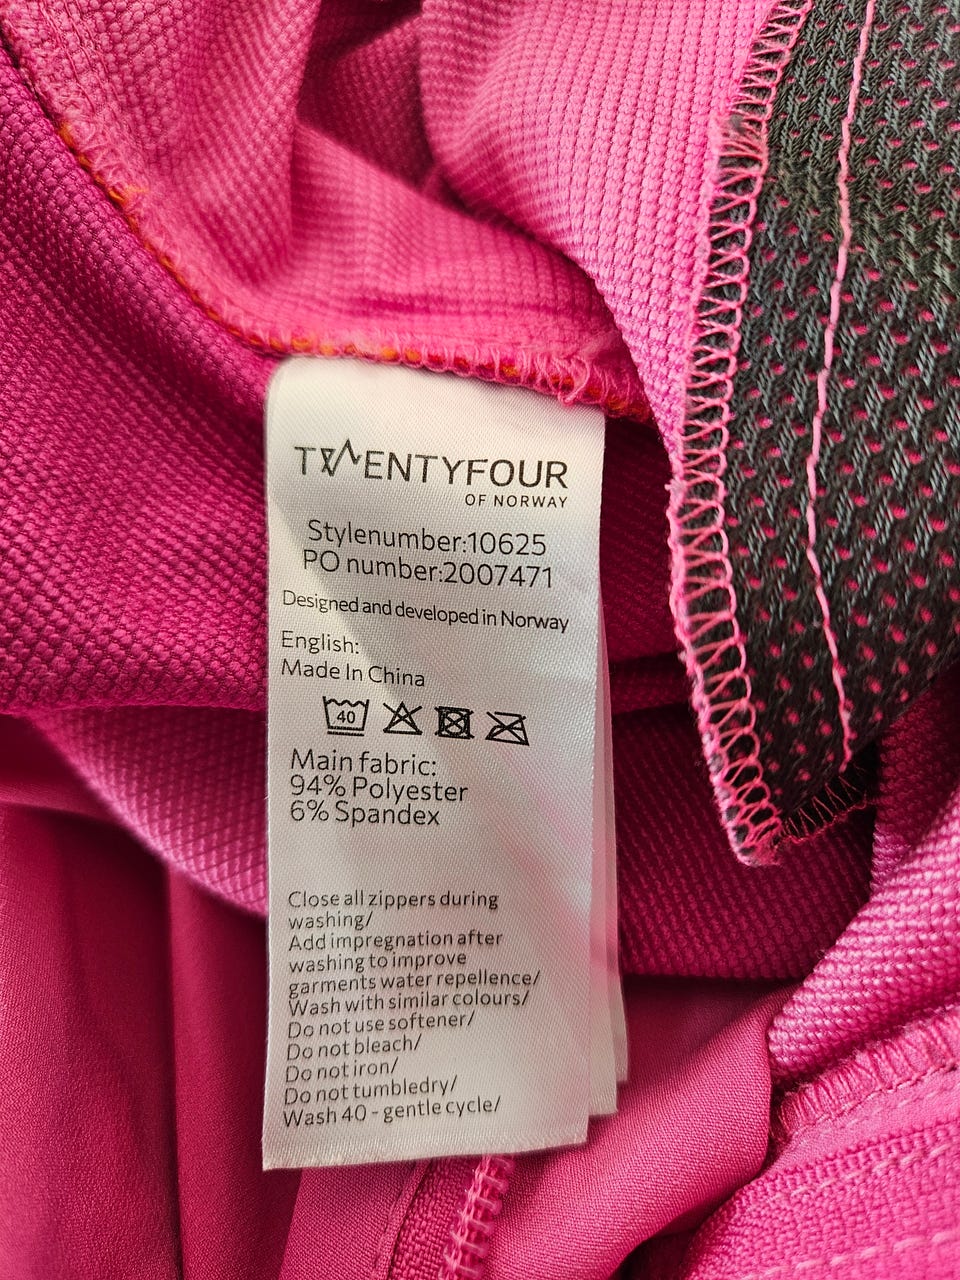 TWENTYFOUR
OF NORWAY
Stylenumber:10625
PO number:2007471
Designed and developed in Norway
English:
Made In China
40
Main fabric:
94% Polyester
6% Spandex
Close all zippers during
washing/
Add impregnation after
washing to improve
garments water repellence/
Wash with similar colours/
Do not use softener/
Do not bleach/
Do not iron/
Do not tumbledry/
Wash 40 - gentle cycle/